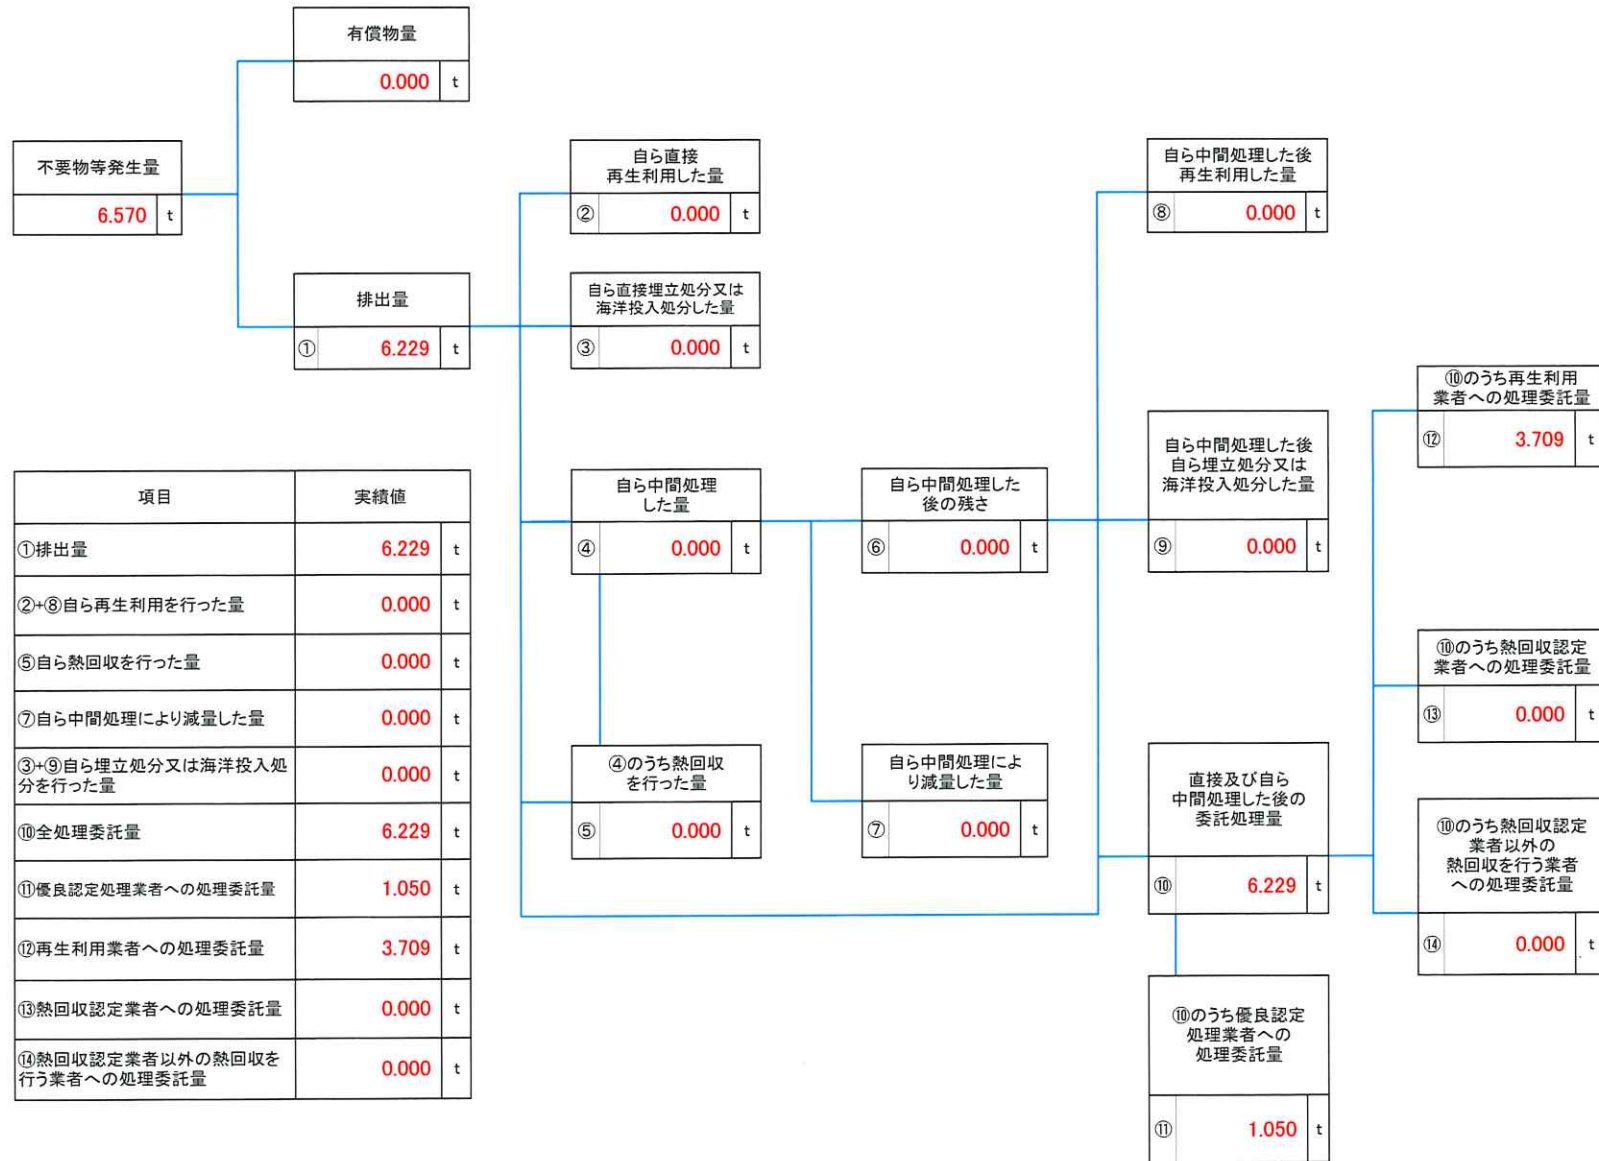 有償物量
0.000 t
不要物等発生量
6.570 t
排出量
① 6.229 t
自ら直接
再生利用した量
② 0.000 t
自ら直接埋立処分又は
海洋投入処分した量
③ 0.000 t
自ら中間処理
した量
④ 0.000 t
④のうち熱回収
を行った量
⑤ 0.000 t
自ら中間処理した
後の残さ
⑥ 0.000 t
自ら中間処理によ
り減量した量
⑦ 0.000 t
自ら中間処理した後
再生利用した量
⑧ 0.000 t
自ら中間処理した後
自ら埋立処分又は
海洋投入処分した量
⑨ 0.000 t
直接及び自ら
中間処理した後の
委託処理量
⑩ 6.229 t
⑩のうち優良認定
処理業者への
処理委託量
⑪ 1.050 t
⑩のうち再生利用
業者への処理委託量
⑫ 3.709 t
⑩のうち熱回収認定
業者への処理委託量
⑬ 0.000 t
⑩のうち熱回収認定
業者以外の
熱回収を行う業者
への処理委託量
⑭ 0.000 t
項目 実績値
①排出量 6.229 t
②+⑧自ら再生利用を行った量 0.000 t
⑤自ら熱回収を行った量 0.000 t
⑦自ら中間処理により減量した量 0.000 t
③+⑨自ら埋立処分又は海洋投入処
分を行った量 0.000 t
⑩全処理委託量 6.229 t
⑪優良認定処理業者への処理委託量 1.050 t
⑫再生利用業者への処理委託量 3.709 t
⑬熱回収認定業者への処理委託量 0.000 t
⑭熱回収認定業者以外の熱回収を
行う業者への処理委託量 0.000 t